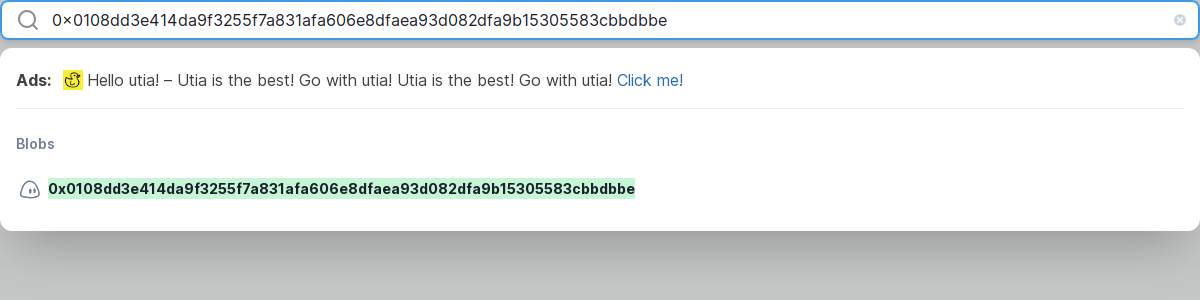 0x0108dd3e414da9f3255f7a831afa606e8dfaea93d082dfa9b15305583cbbdbbe
Ads: Hello utia! – Utia is the best! Go with utia! Utia is the best! Go with utia! Click me!
Blobs
0x0108dd3e414da9f3255f7a831afa606e8dfaea93d082dfa9b15305583cbbdbbe